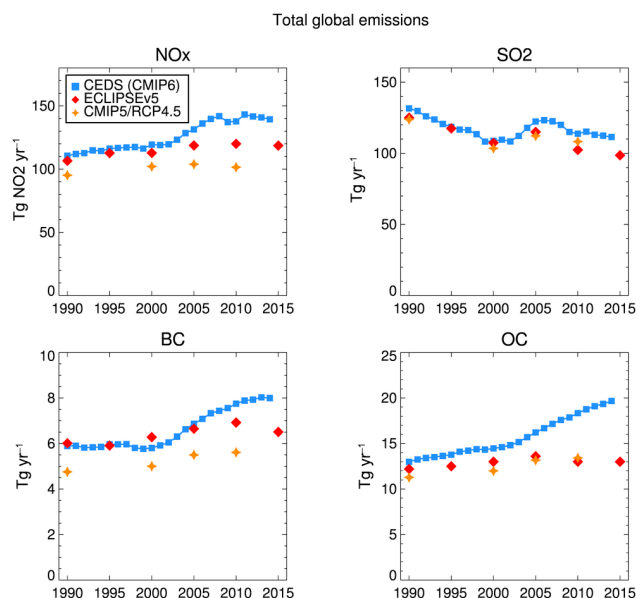 Total global emissions
NOx
CEDS (CMIP6)
ECLIPSEv5
CMIP5/RCP4.5
Tg NO2 yr⁻¹
150
100
50
0
1990 1995 2000 2005 2010 2015
SO2
Tg yr⁻¹
150
100
50
0
1990 1995 2000 2005 2010 2015
BC
Tg yr⁻¹
10
8
6
4
2
0
1990 1995 2000 2005 2010 2015
OC
Tg yr⁻¹
25
20
15
10
5
0
1990 1995 2000 2005 2010 2015